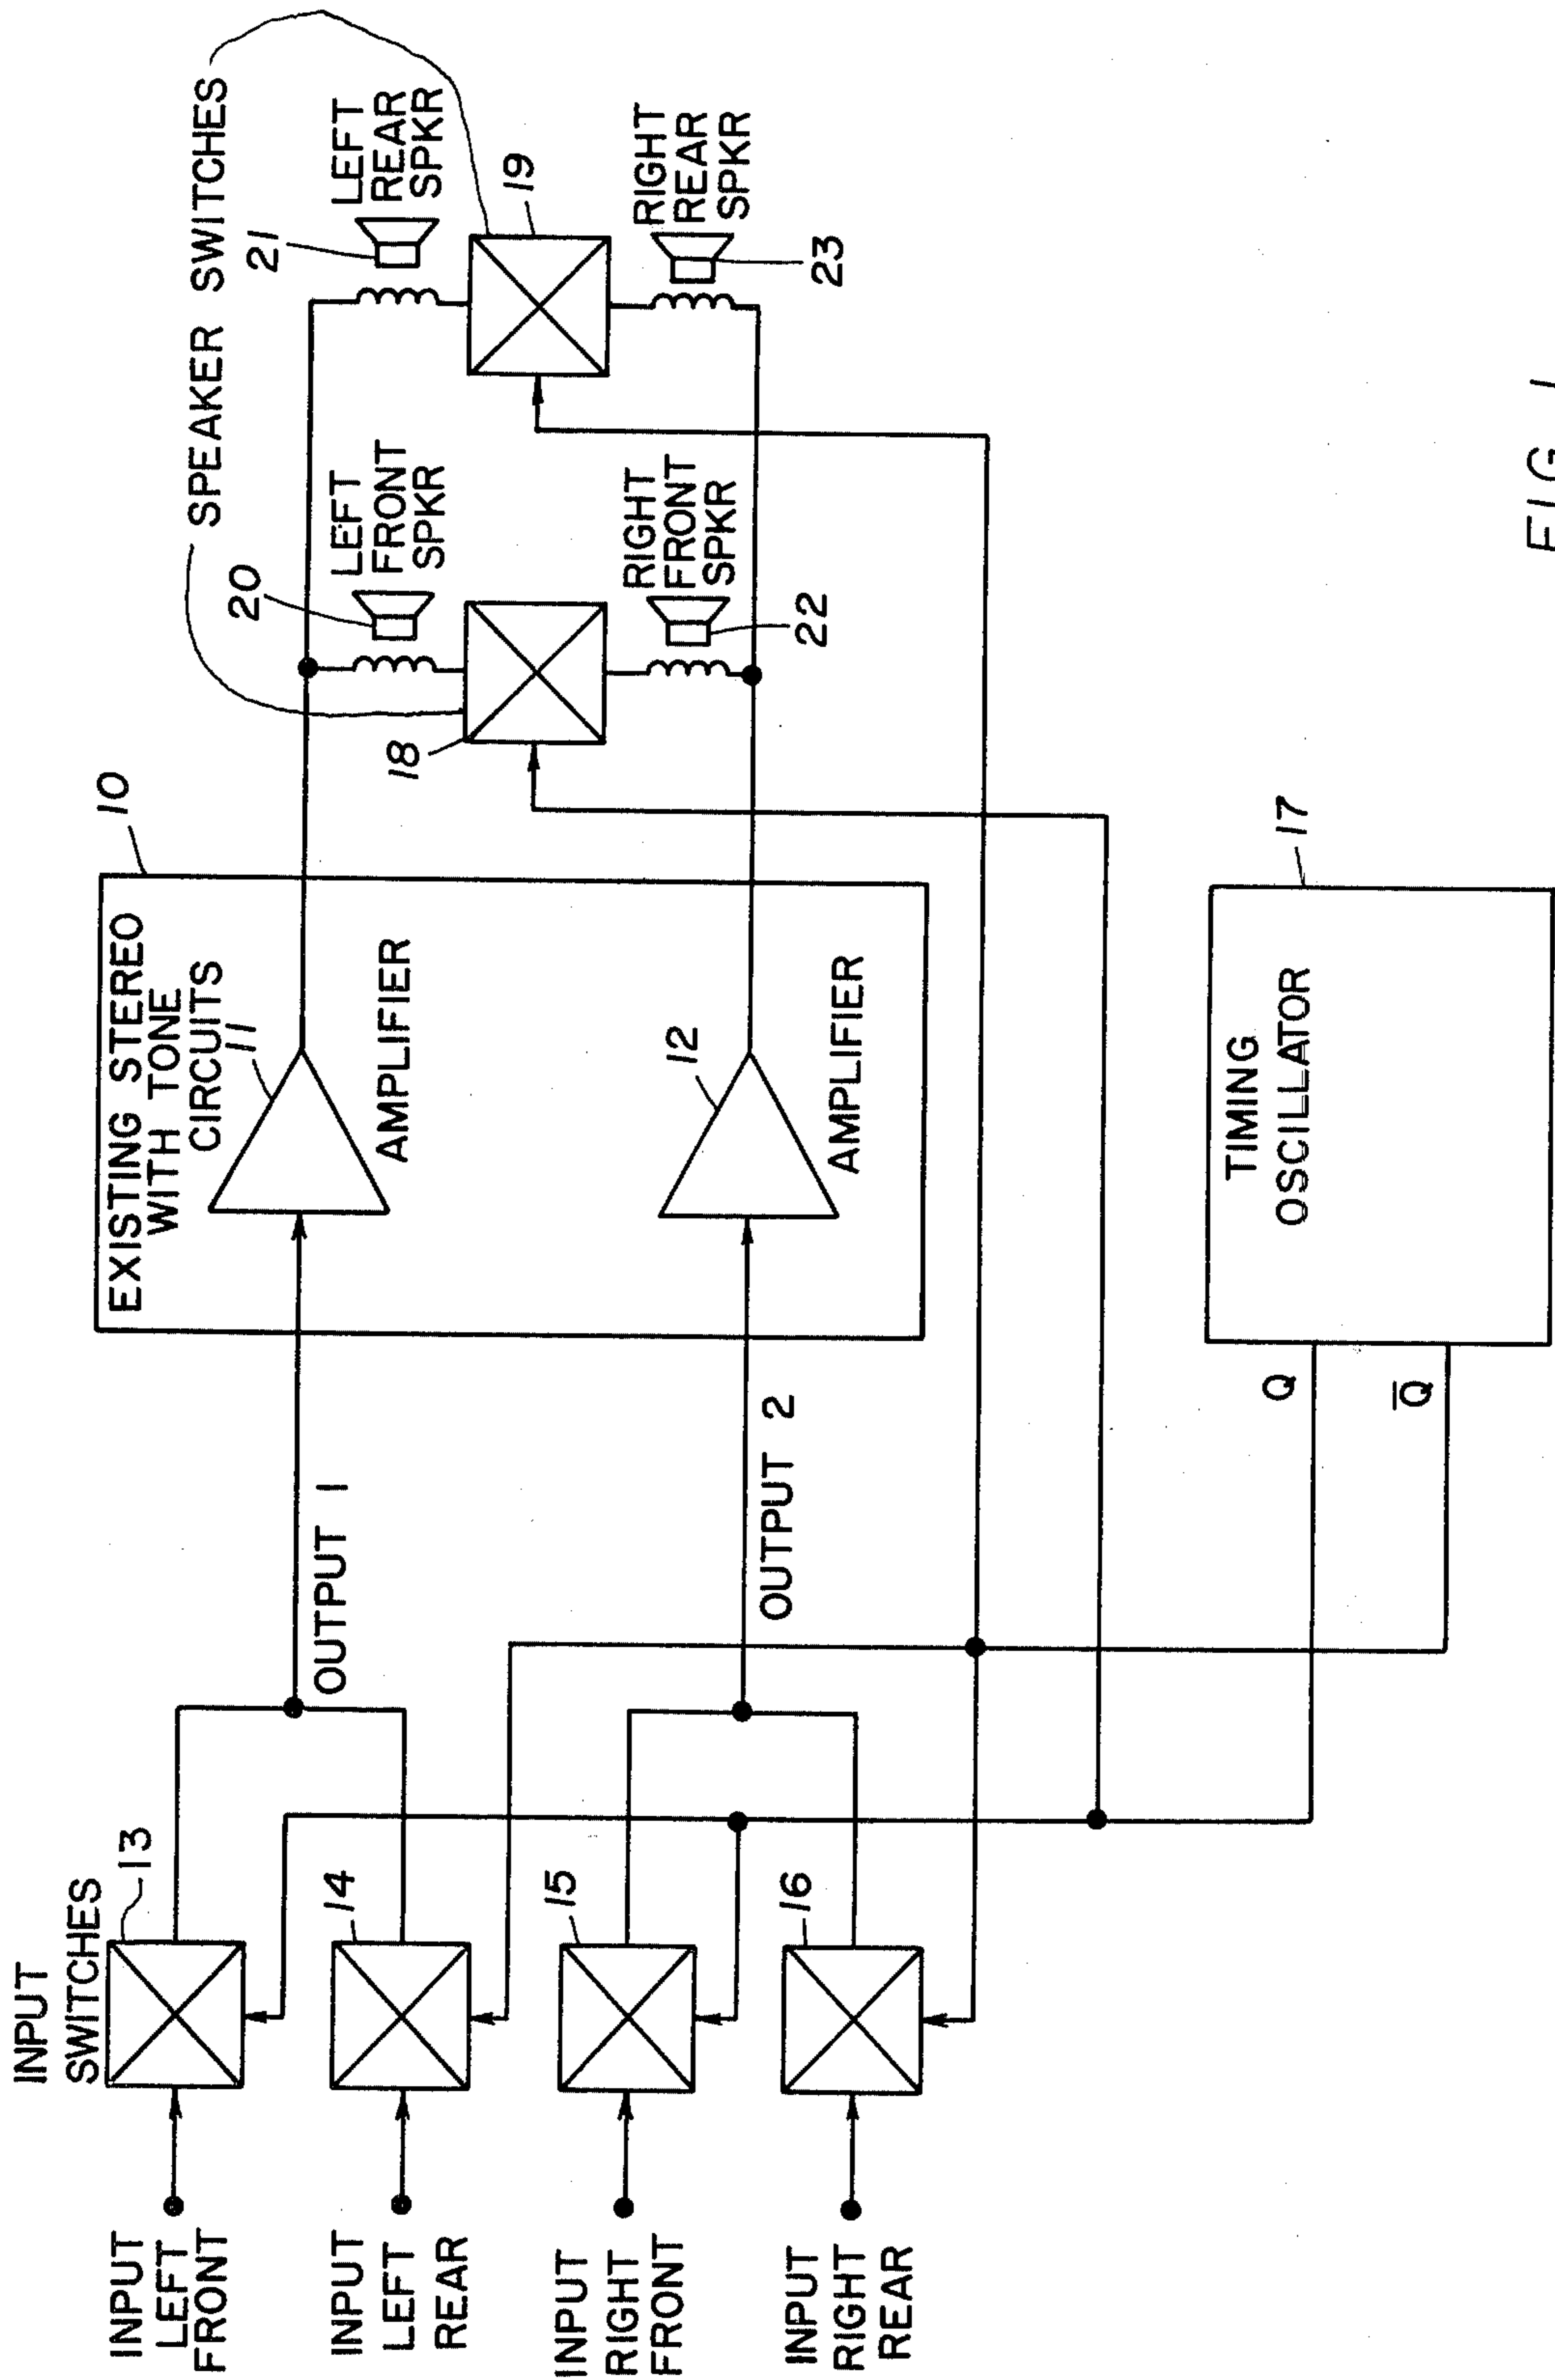 INPUT
SWITCHES
INPUT
LEFT
FRONT
13
INPUT
LEFT
REAR
14
INPUT
RIGHT
FRONT
15
INPUT
RIGHT
REAR
16
OUTPUT 1
OUTPUT 2
10
EXISTING STEREO
WITH TONE
CIRCUITS
11
AMPLIFIER
12
AMPLIFIER
Q
Q̅
TIMING
OSCILLATOR
17
SPEAKER SWITCHES
18
20
LEFT
FRONT
SPKR
RIGHT
FRONT
SPKR
22
21
LEFT
REAR
SPKR
19
RIGHT
REAR
SPKR
23
FIG. 1